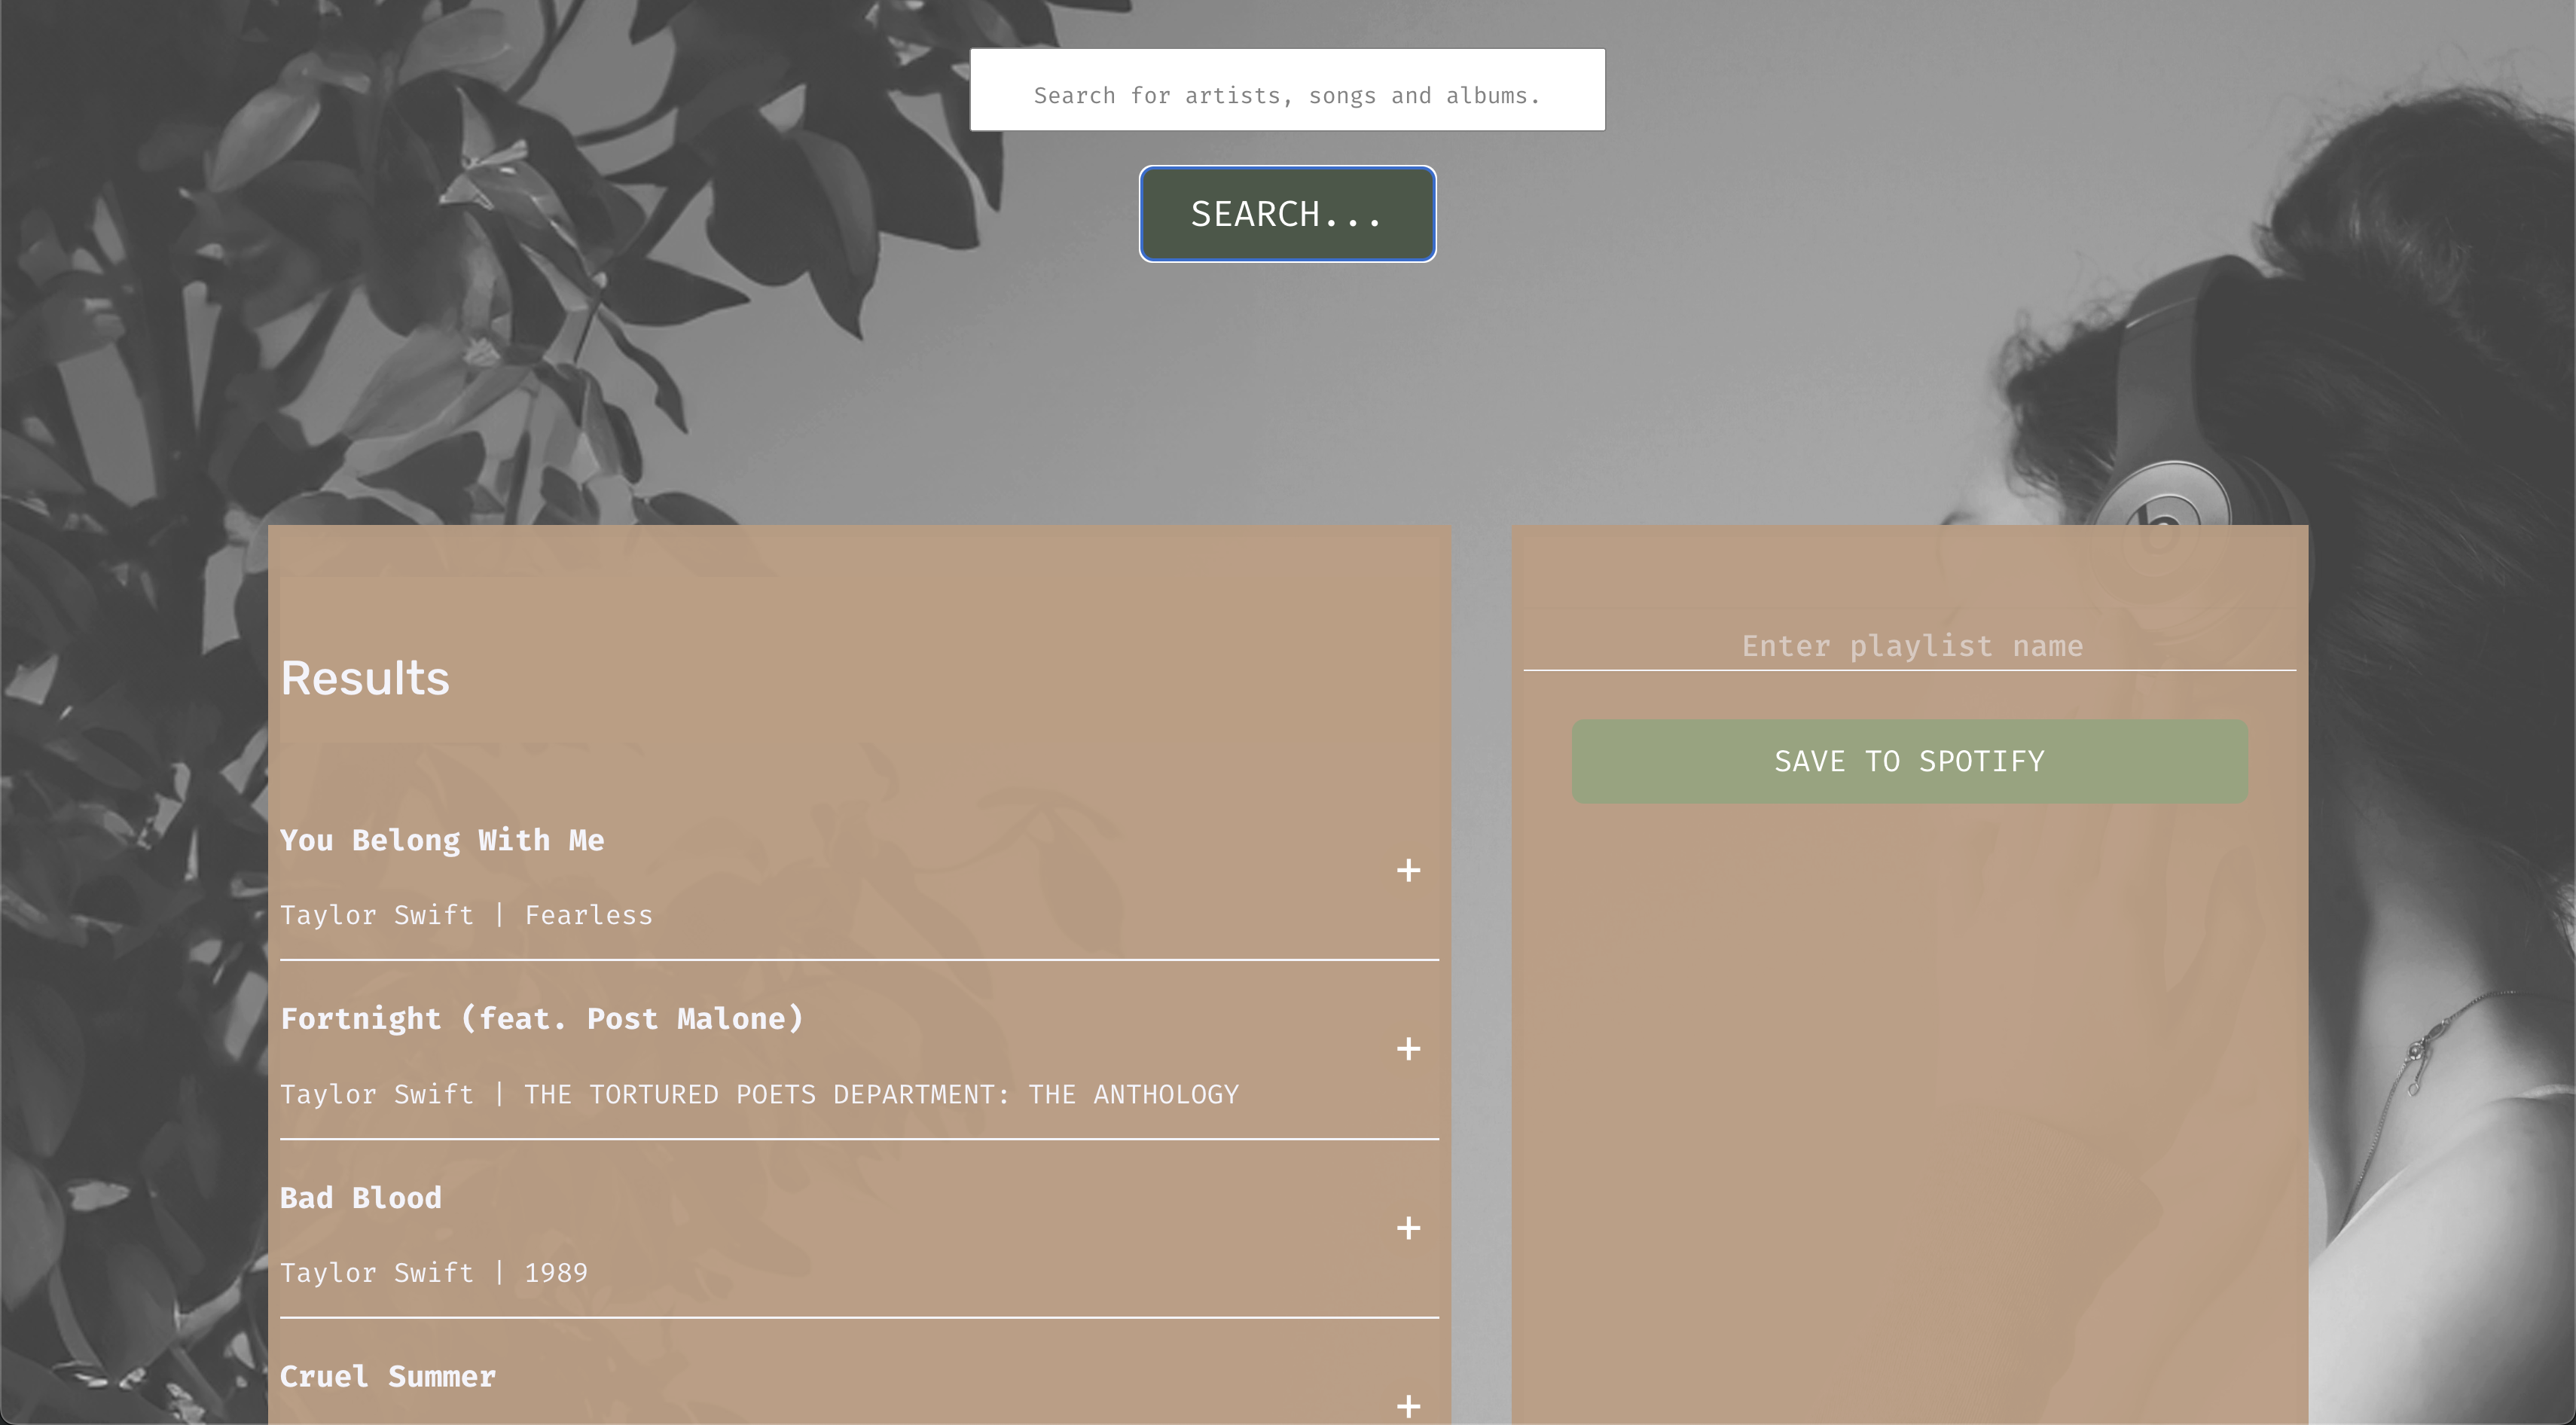 Search for artists, songs and albums.
SEARCH...
Results
You Belong With Me
+
Taylor Swift | Fearless
Fortnight (feat. Post Malone)
+
Taylor Swift | THE TORTURED POETS DEPARTMENT: THE ANTHOLOGY
Bad Blood
+
Taylor Swift | 1989
Cruel Summer
+
Enter playlist name
SAVE TO SPOTIFY